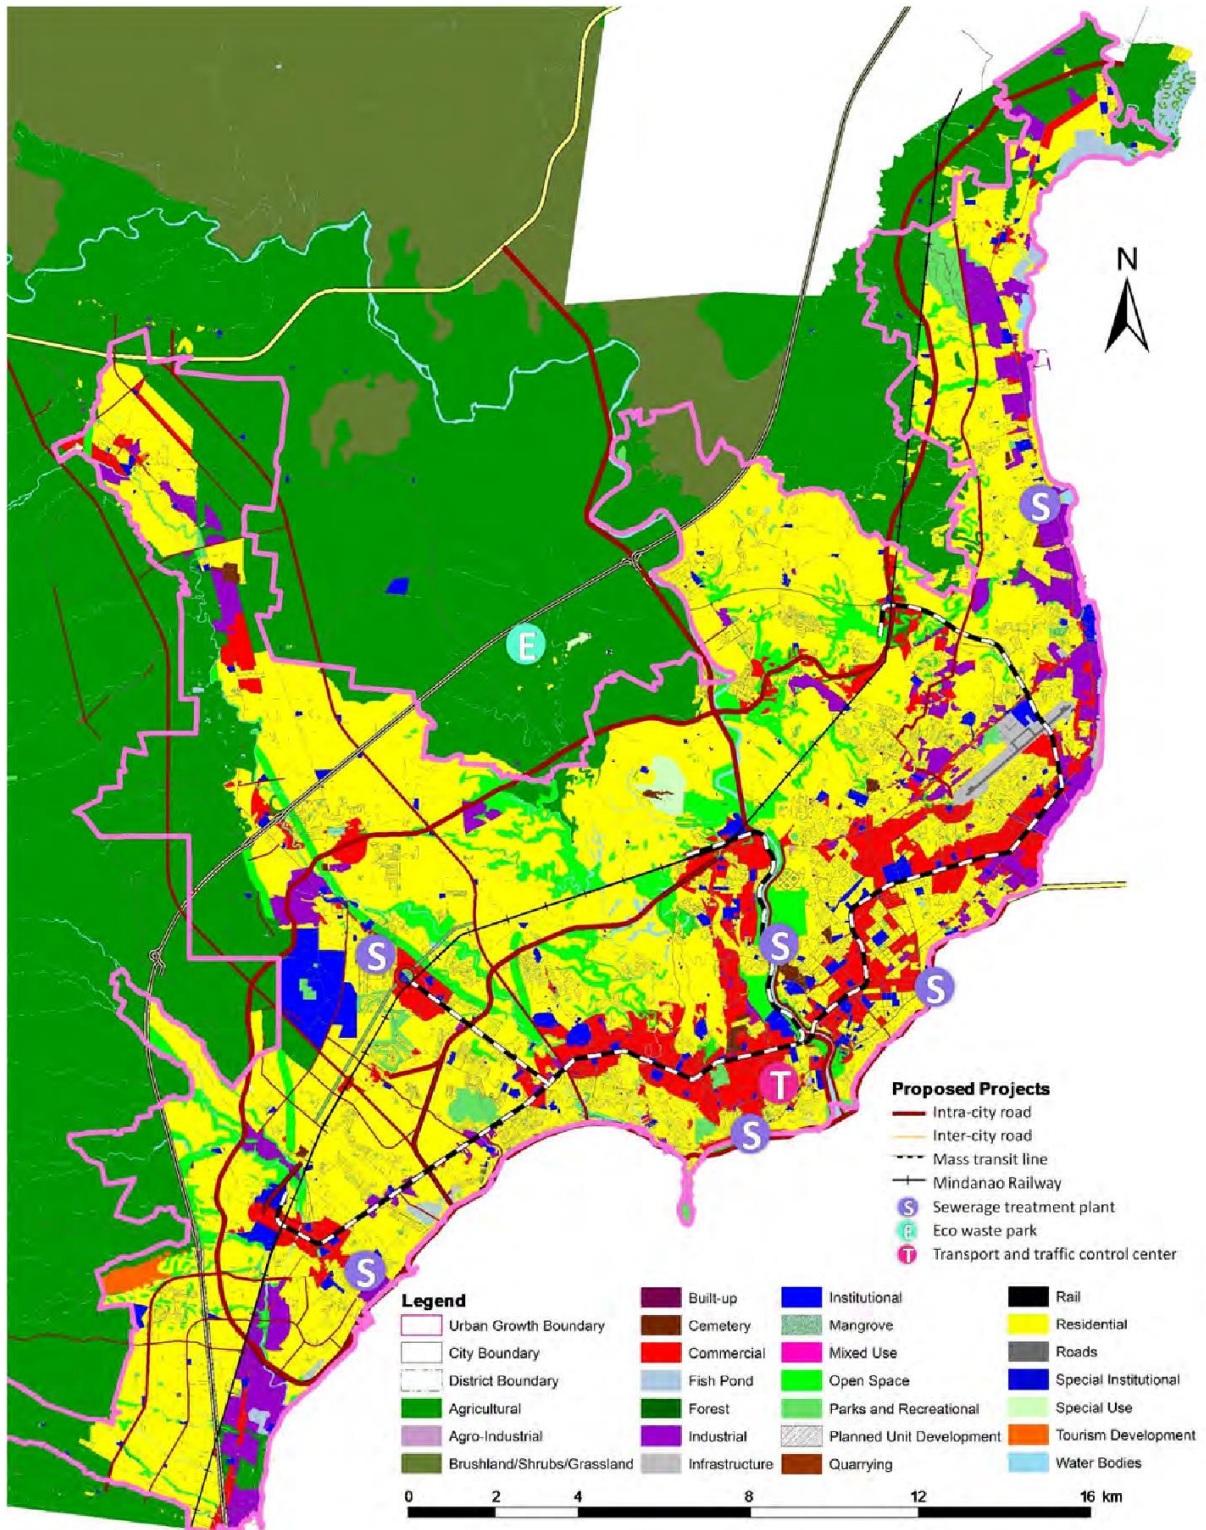 N
S
E
S
S
S
T
S
S
Proposed Projects
Intra-city road
Inter-city road
Mass transit line
Mindanao Railway
S Sewerage treatment plant
E Eco waste park
T Transport and traffic control center
Legend
Urban Growth Boundary
City Boundary
District Boundary
Agricultural
Agro-Industrial
Brushland/Shrubs/Grassland
Built-up
Cemetery
Commercial
Fish Pond
Forest
Industrial
Infrastructure
Institutional
Mangrove
Mixed Use
Open Space
Parks and Recreational
Planned Unit Development
Quarrying
Rail
Residential
Roads
Special Institutional
Special Use
Tourism Development
Water Bodies
0 2 4 8 12 16 km